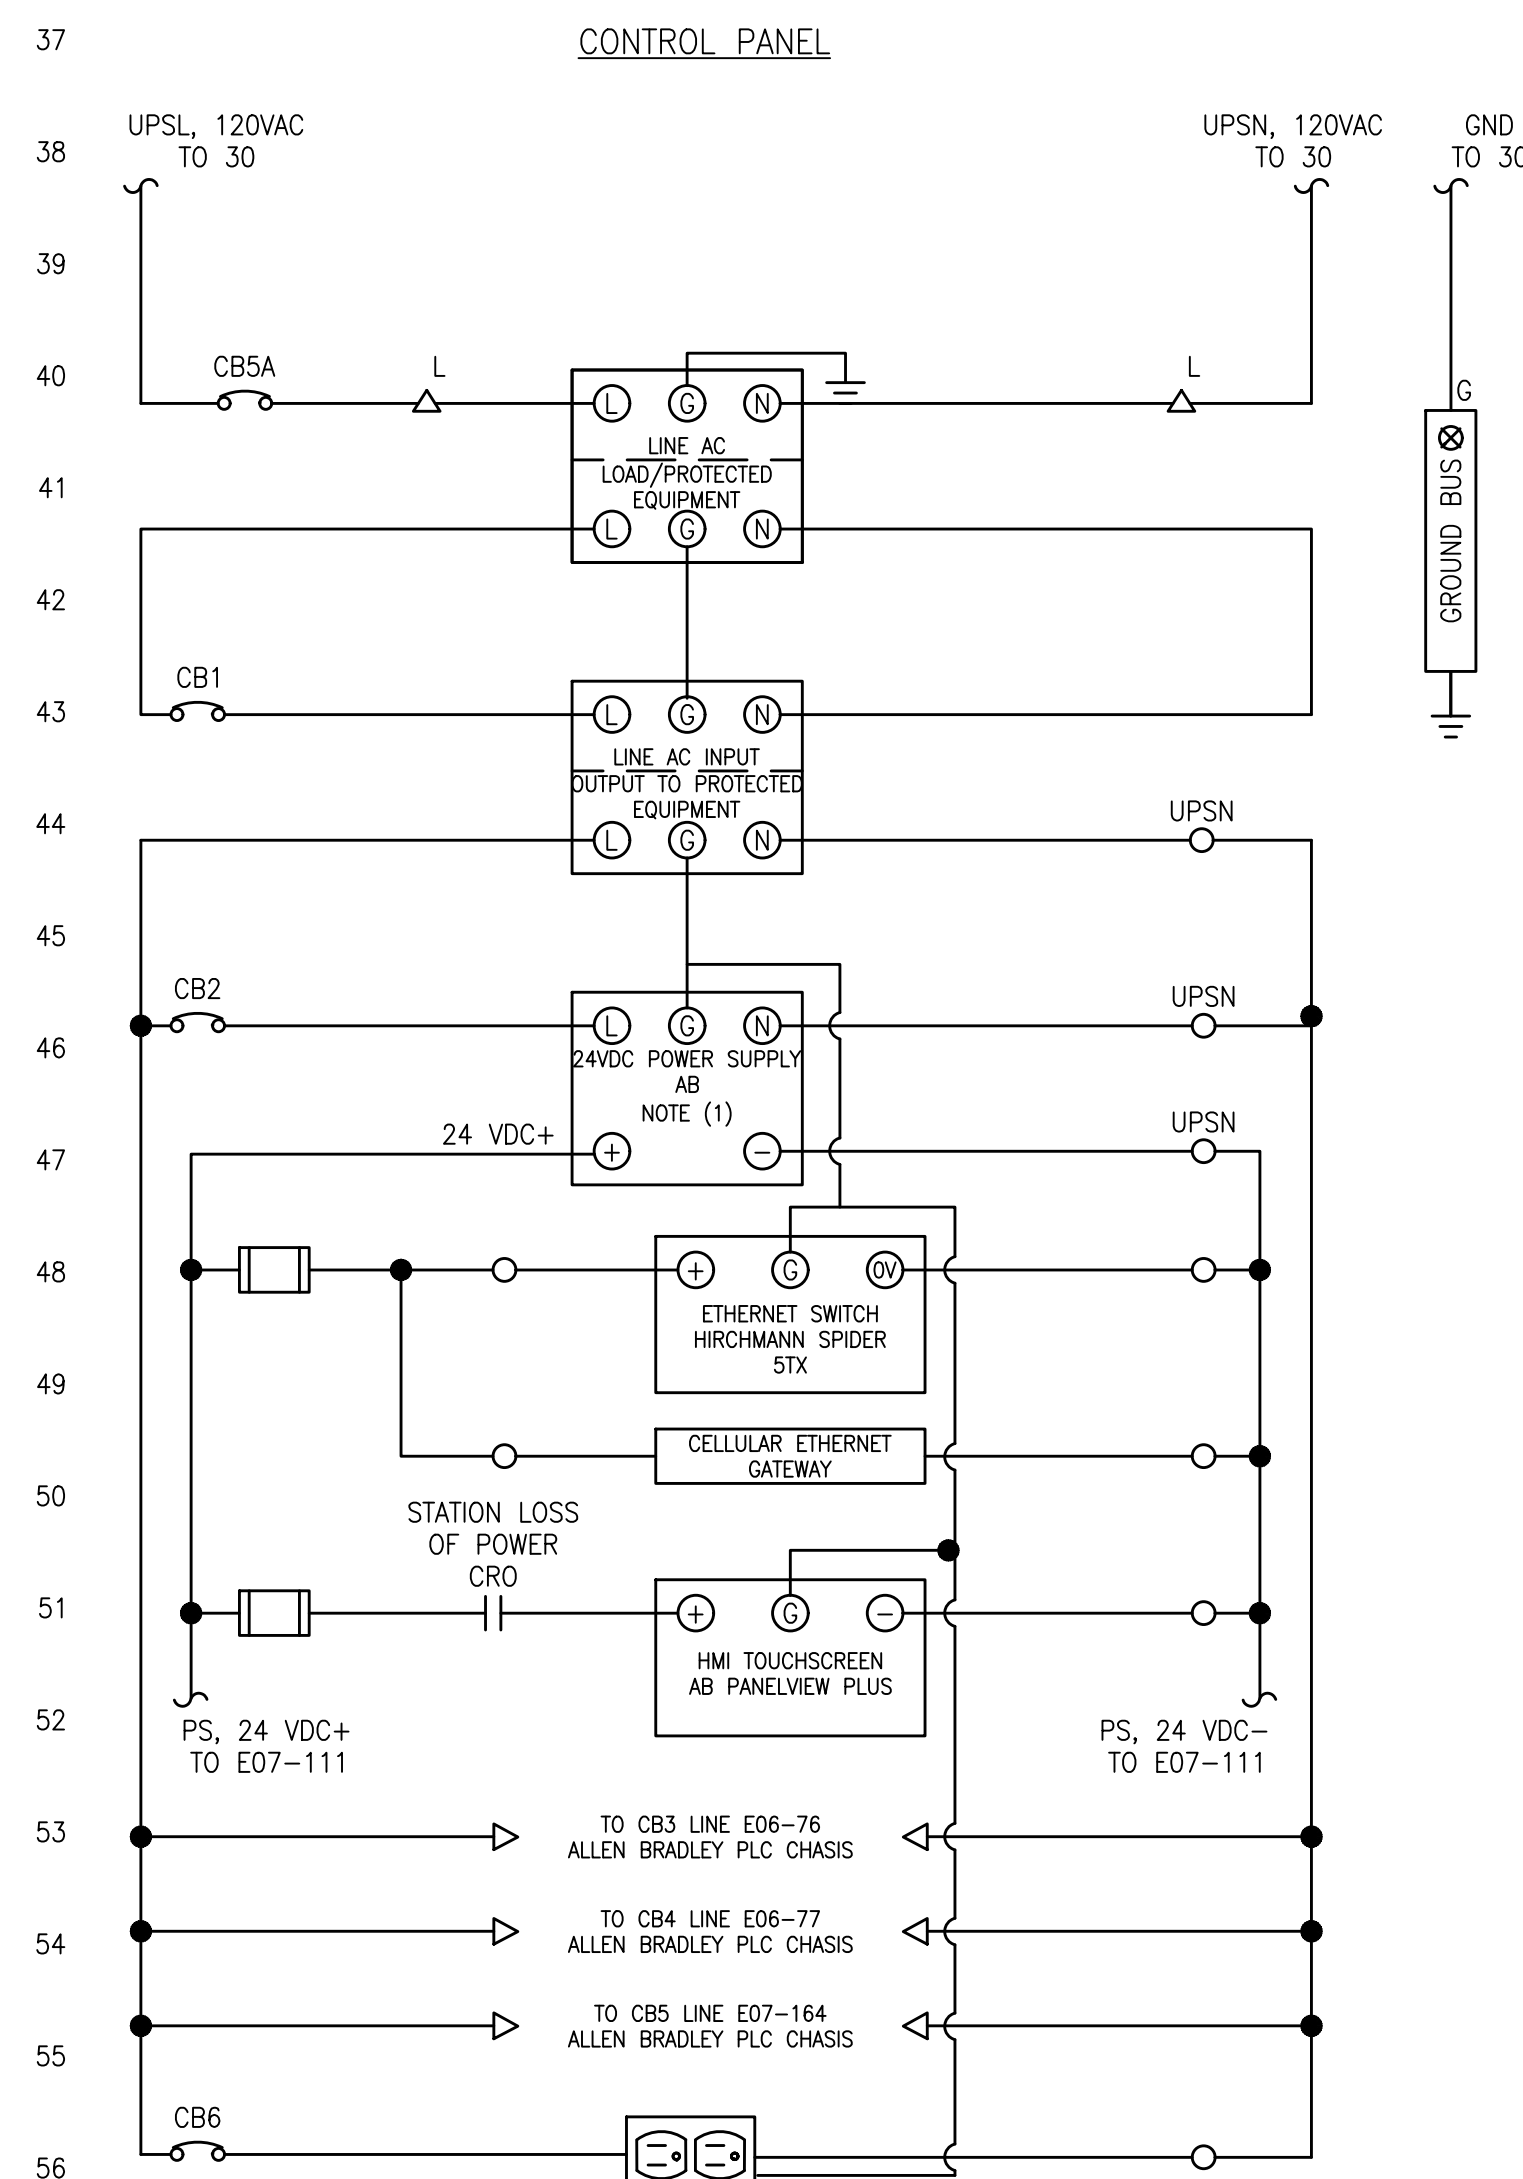 37
CONTROL PANEL
UPSL, 120VAC
TO 30
UPSN, 120VAC
TO 30
GND
TO 30
38
39
CB5A
L
L
40
L
G
N
G
LINE AC
LOAD/PROTECTED
EQUIPMENT
41
L
G
N
GROUND BUS
42
CB1
43
L
G
N
LINE AC INPUT
OUTPUT TO PROTECTED
EQUIPMENT
44
UPSN
L
G
N
45
CB2
UPSN
46
L
G
N
24VDC POWER SUPPLY
AB
NOTE (1)
24 VDC+
UPSN
47
+
−
48
+
G
0V
ETHERNET SWITCH
HIRCHMANN SPIDER
5TX
49
CELLULAR ETHERNET
GATEWAY
50
STATION LOSS
OF POWER
CR0
51
+
G
−
HMI TOUCHSCREEN
AB PANELVIEW PLUS
52
PS, 24 VDC+
TO E07−111
PS, 24 VDC−
TO E07−111
53
TO CB3 LINE E06−76
ALLEN BRADLEY PLC CHASIS
54
TO CB4 LINE E06−77
ALLEN BRADLEY PLC CHASIS
TO CB5 LINE E07−164
ALLEN BRADLEY PLC CHASIS
55
CB6
56